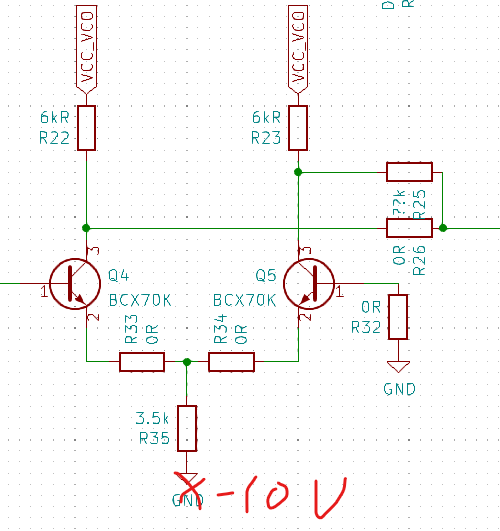 D
R
VCC_VCO
VCC_VCO
6kR
R22
6kR
R23
??k
R25
0R
R26
3
Q4
1
BCX70K
2
3
Q5
1
BCX70K
2
0R
R32
GND
R33
0R
R34
0R
3.5k
R35
GND
X -10V